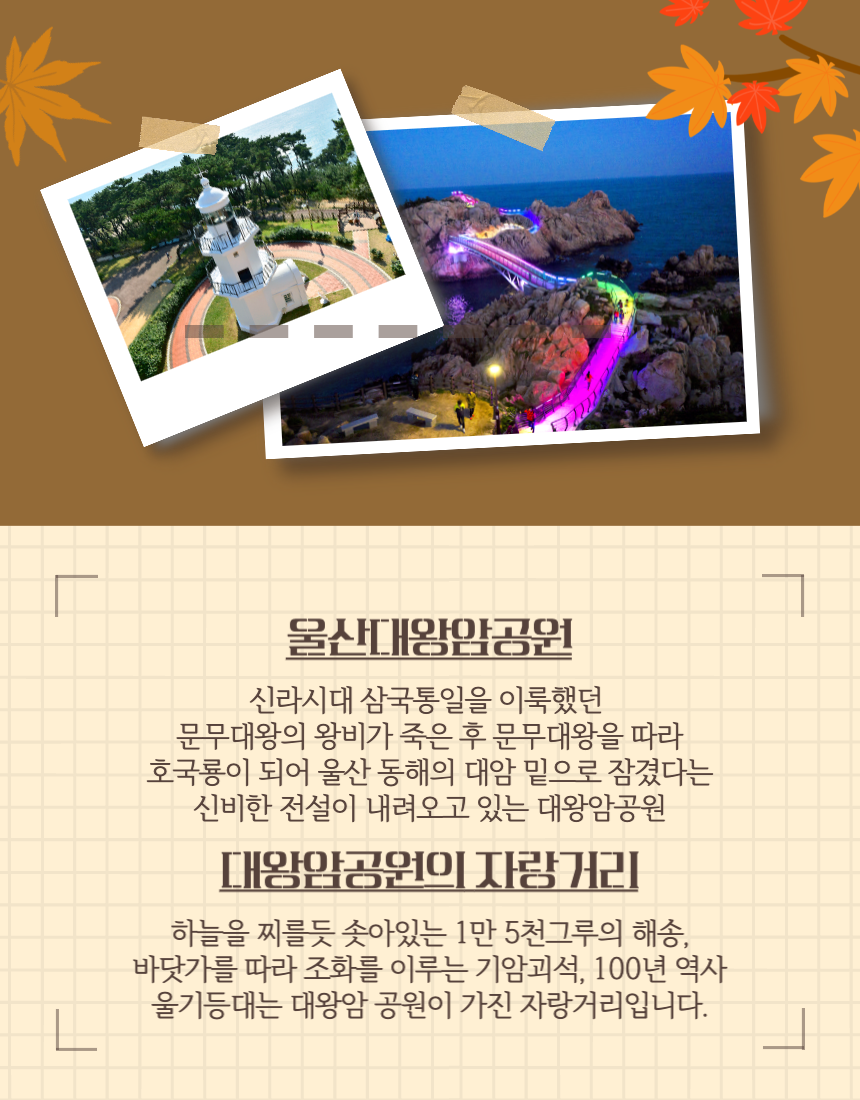 울산대왕암공원
신라시대 삼국통일을 이룩했던
문무대왕의 왕비가 죽은 후 문무대왕을 따라
호국룡이 되어 울산 동해의 대암 밑으로 잠겼다는
신비한 전설이 내려오고 있는 대왕암공원
대왕암공원의 자랑거리
하늘을 찌를듯 솟아있는 1만 5천그루의 해송,
바닷가를 따라 조화를 이루는 기암괴석, 100년 역사
울기등대는 대왕암 공원이 가진 자랑거리입니다.